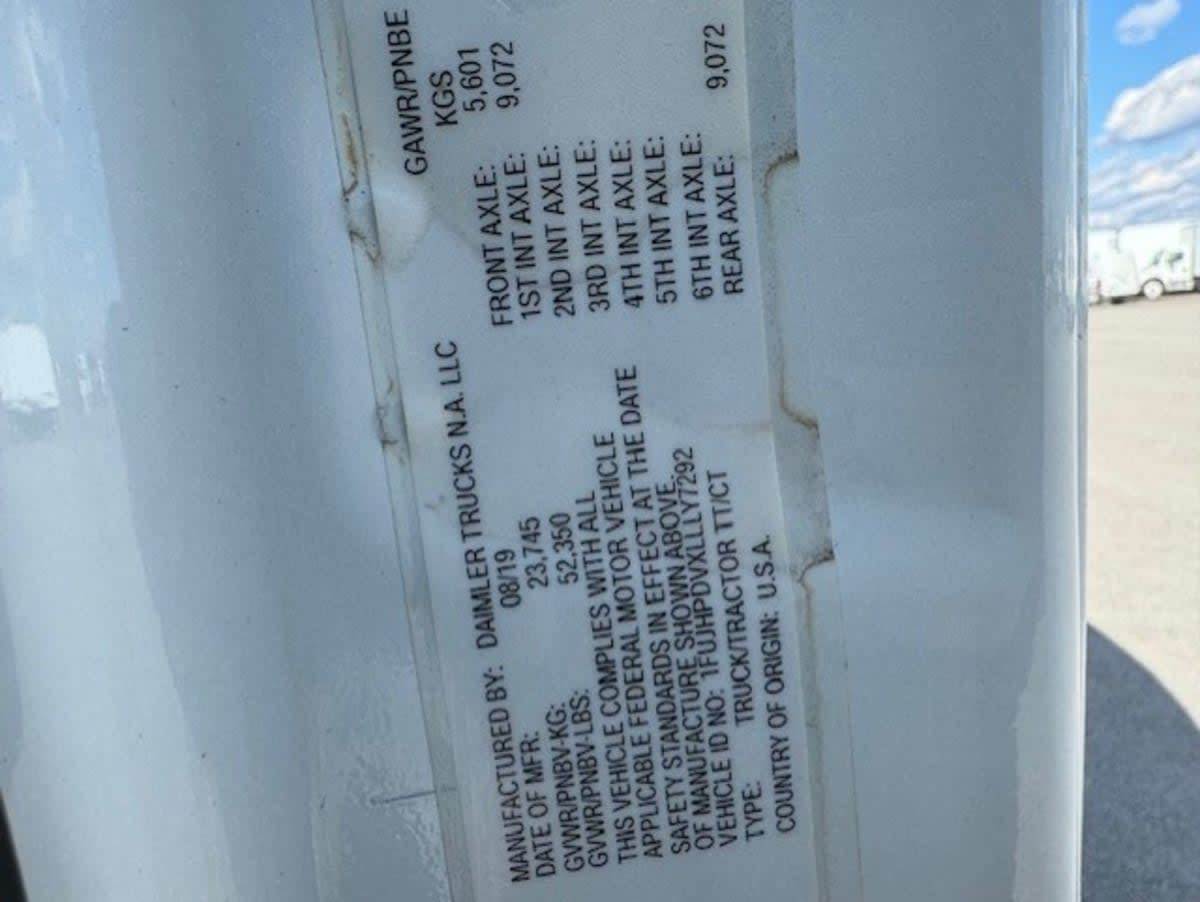 MANUFACTURED BY: DAIMLER TRUCKS N.A. LLC
DATE OF MFR: 08/19
GVWR/PNBV-KG: 23,745
GVWR/PNBV-LBS: 52,350
THIS VEHICLE COMPLIES WITH ALL
APPLICABLE FEDERAL MOTOR VEHICLE
SAFETY STANDARDS IN EFFECT AT THE DATE
OF MANUFACTURE SHOWN ABOVE.
VEHICLE ID NO: 1FUJHPDVXLLLY7292
TYPE: TRUCK/TRACTOR TT/CT
COUNTRY OF ORIGIN: U.S.A.
GAWR/PNBE
KGS
FRONT AXLE: 5,601
1ST INT AXLE: 9,072
2ND INT AXLE:
3RD INT AXLE:
4TH INT AXLE:
5TH INT AXLE:
6TH INT AXLE:
REAR AXLE: 9,072